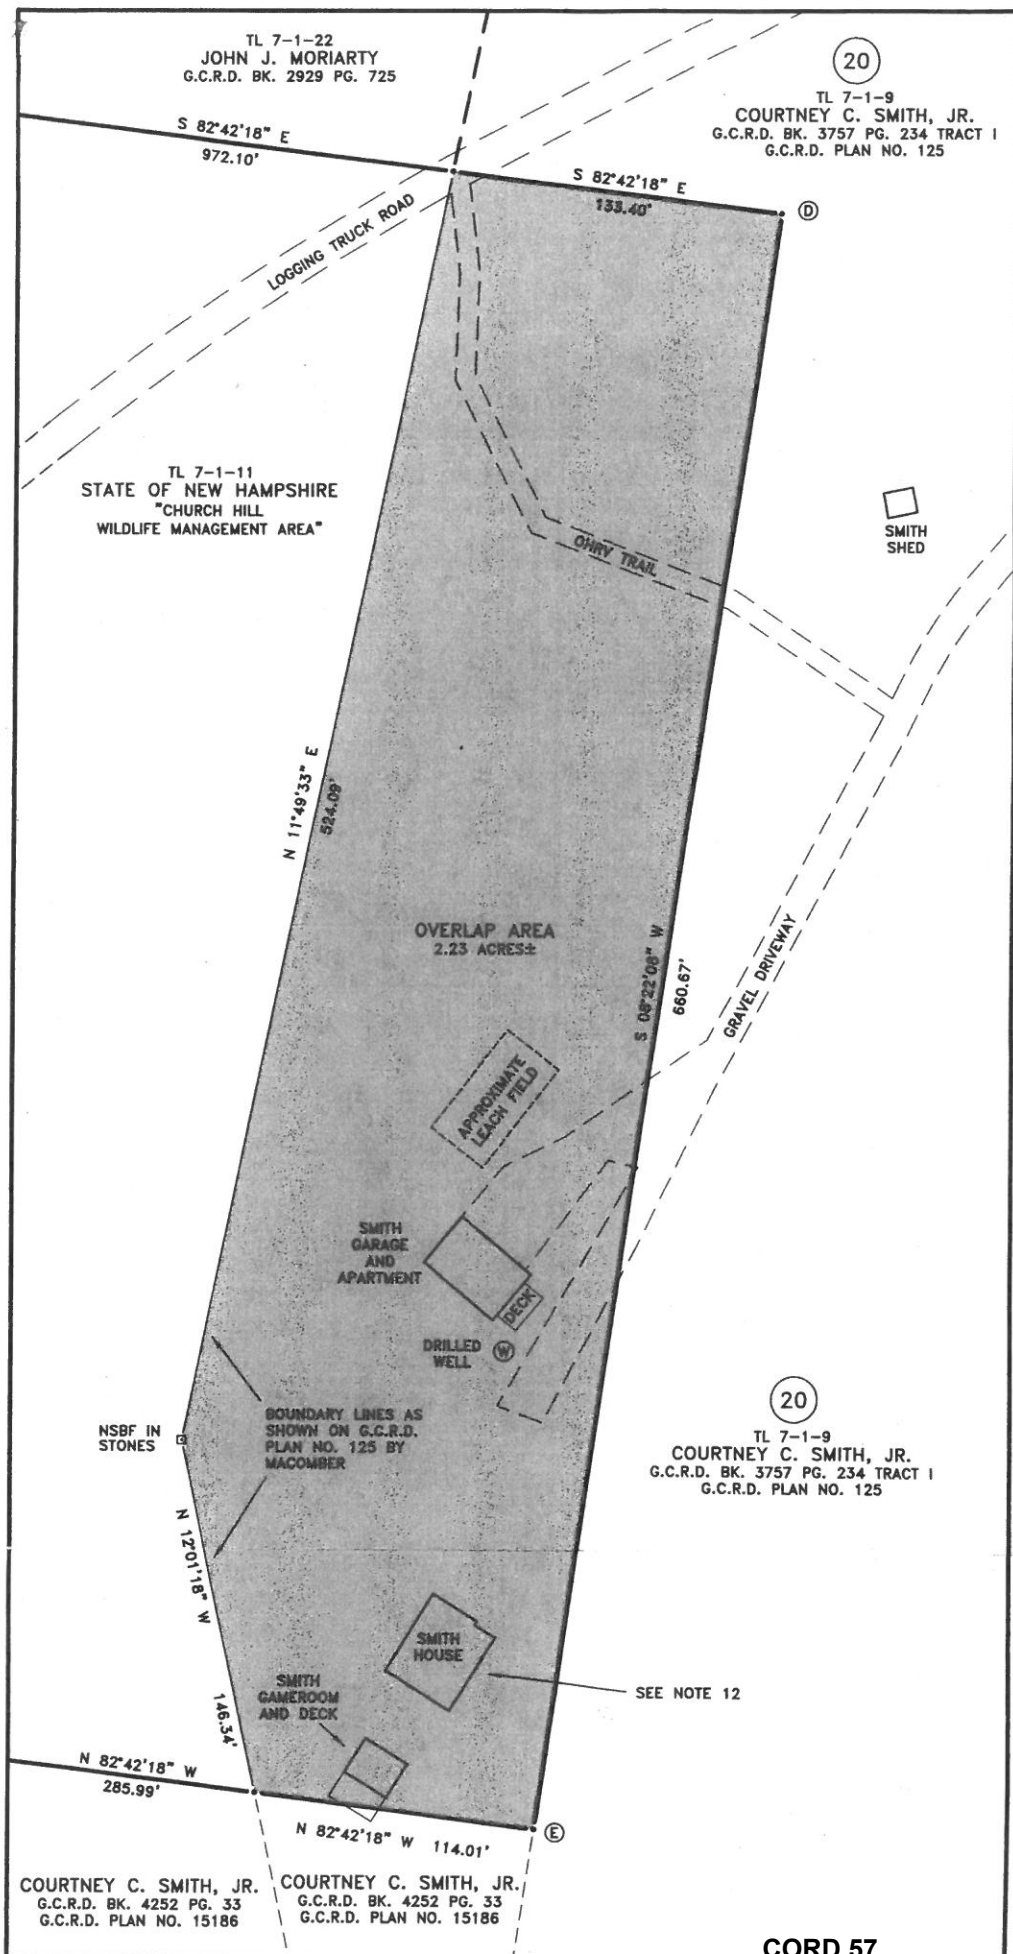 TL 7-1-22
JOHN J. MORIARTY
G.C.R.D. BK. 2929 PG. 725
20
TL 7-1-9
COURTNEY C. SMITH, JR.
G.C.R.D. BK. 3757 PG. 234 TRACT I
G.C.R.D. PLAN NO. 125
S 82°42'18" E
972.10'
S 82°42'18" E
133.40'
D
LOGGING TRUCK ROAD
TL 7-1-11
STATE OF NEW HAMPSHIRE
"CHURCH HILL
WILDLIFE MANAGEMENT AREA"
SMITH
SHED
OHRV TRAIL
N 11°49'33" E
524.09'
OVERLAP AREA
2.23 ACRES±
S 08°22'08" W
660.67'
GRAVEL DRIVEWAY
APPROXIMATE
LEACH FIELD
SMITH
GARAGE
AND
APARTMENT
DECK
DRILLED
WELL
W
NSBF IN
STONES
BOUNDARY LINES AS
SHOWN ON G.C.R.D.
PLAN NO. 125 BY
MACOMBER
20
TL 7-1-9
COURTNEY C. SMITH, JR.
G.C.R.D. BK. 3757 PG. 234 TRACT I
G.C.R.D. PLAN NO. 125
N 12°01'18" W
146.34'
SMITH
HOUSE
SEE NOTE 12
SMITH
GAMEROOM
AND DECK
N 82°42'18" W
285.99'
N 82°42'18" W 114.01'
E
COURTNEY C. SMITH, JR.
G.C.R.D. BK. 4252 PG. 33
G.C.R.D. PLAN NO. 15186
COURTNEY C. SMITH, JR.
G.C.R.D. BK. 4252 PG. 33
G.C.R.D. PLAN NO. 15186
CORD 57